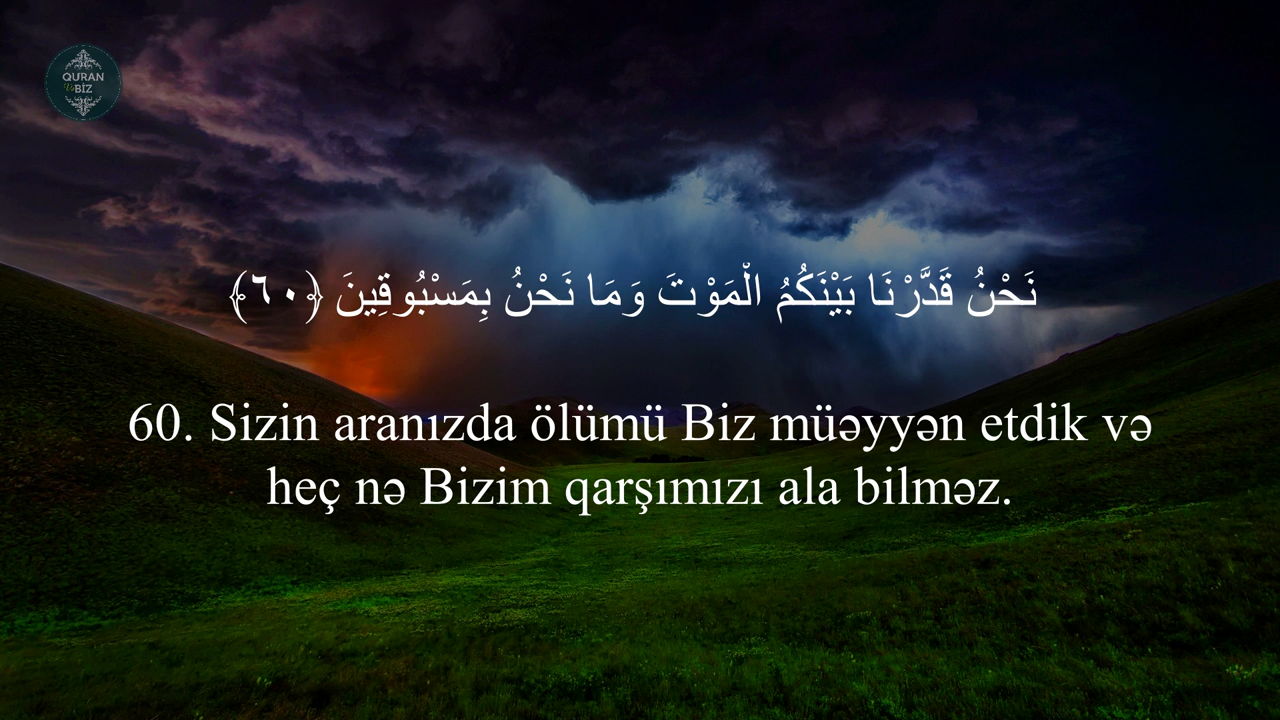 QURAN
Və BİZ
نَحْنُ قَدَّرْنَا بَيْنَكُمُ الْمَوْتَ وَمَا نَحْنُ بِمَسْبُوقِينَ ﴿٦٠﴾
60. Sizin aranızda ölümü Biz müəyyən etdik və
heç nə Bizim qarşımızı ala bilməz.